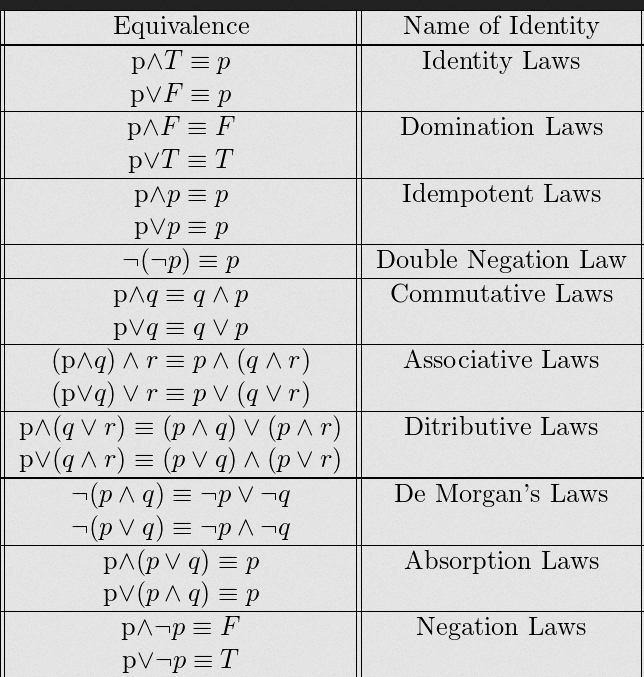 Equivalence Name of Identity
p∧T ≡ p Identity Laws
p∨F ≡ p
p∧F ≡ F Domination Laws
p∨T ≡ T
p∧p ≡ p Idempotent Laws
p∨p ≡ p
¬(¬p) ≡ p Double Negation Law
p∧q ≡ q ∧ p Commutative Laws
p∨q ≡ q ∨ p
(p∧q) ∧ r ≡ p ∧ (q ∧ r) Associative Laws
(p∨q) ∨ r ≡ p ∨ (q ∨ r)
p∧(q ∨ r) ≡ (p ∧ q) ∨ (p ∧ r) Ditributive Laws
p∨(q ∧ r) ≡ (p ∨ q) ∧ (p ∨ r)
¬(p ∧ q) ≡ ¬p ∨ ¬q De Morgan's Laws
¬(p ∨ q) ≡ ¬p ∧ ¬q
p∧(p ∨ q) ≡ p Absorption Laws
p∨(p ∧ q) ≡ p
p∧¬p ≡ F Negation Laws
p∨¬p ≡ T